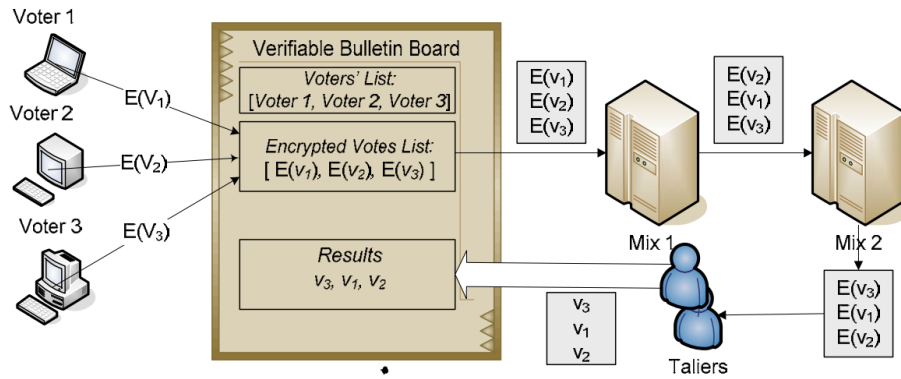 Voter 1
E(V₁)
Voter 2
E(V₂)
Voter 3
E(V₃)
Verifiable Bulletin Board
Voters' List:
[Voter 1, Voter 2, Voter 3]
Encrypted Votes List:
[ E(v₁), E(v₂), E(v₃) ]
Results
v₃, v₁, v₂
E(v₁)
E(v₂)
E(v₃)
Mix 1
E(v₂)
E(v₁)
E(v₃)
Mix 2
E(v₃)
E(v₁)
E(v₂)
Taliers
v₃
v₁
v₂